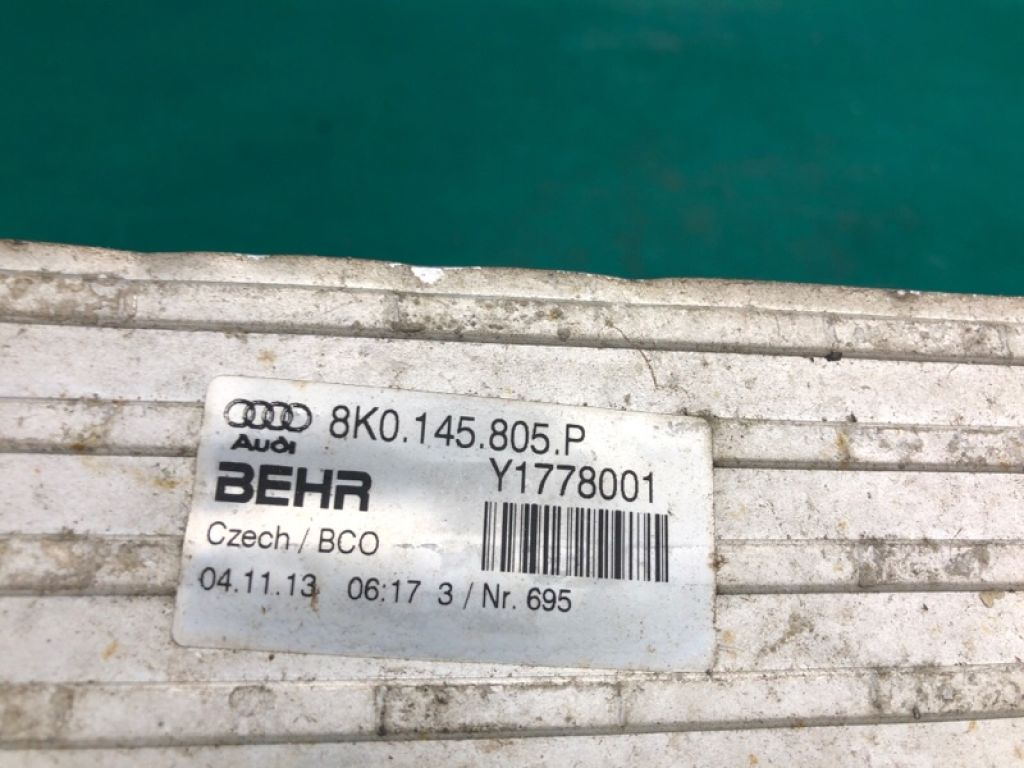 8K0.145.805.P
Audi
Y1778001
BEHR
Czech / BCO
04.11.13 06:17 3 / Nr. 695